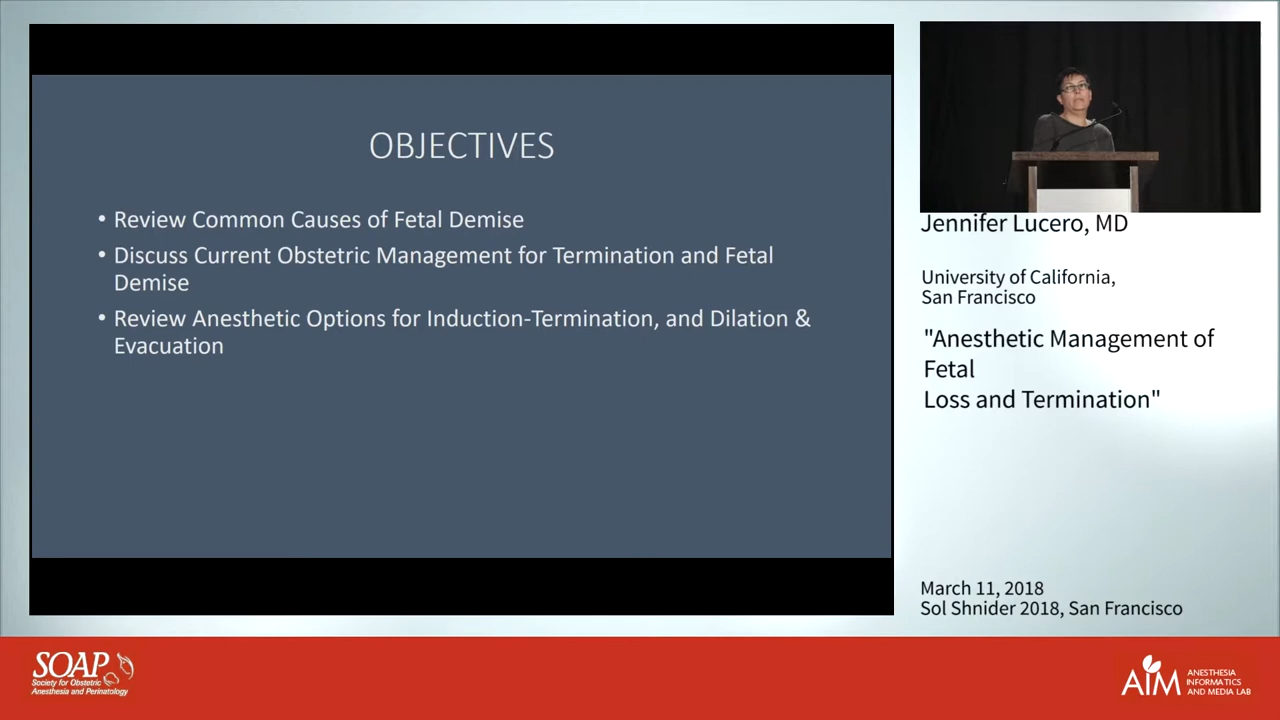 OBJECTIVES
• Review Common Causes of Fetal Demise
• Discuss Current Obstetric Management for Termination and Fetal
Demise
• Review Anesthetic Options for Induction-Termination, and Dilation &
Evacuation
Jennifer Lucero, MD
University of California,
San Francisco
"Anesthetic Management of
Fetal
Loss and Termination"
March 11, 2018
Sol Shnider 2018, San Francisco
SOAP
Society for Obstetric
Anesthesia and Perinatology
AIM
ANESTHESIA
INFORMATICS
AND MEDIA LAB